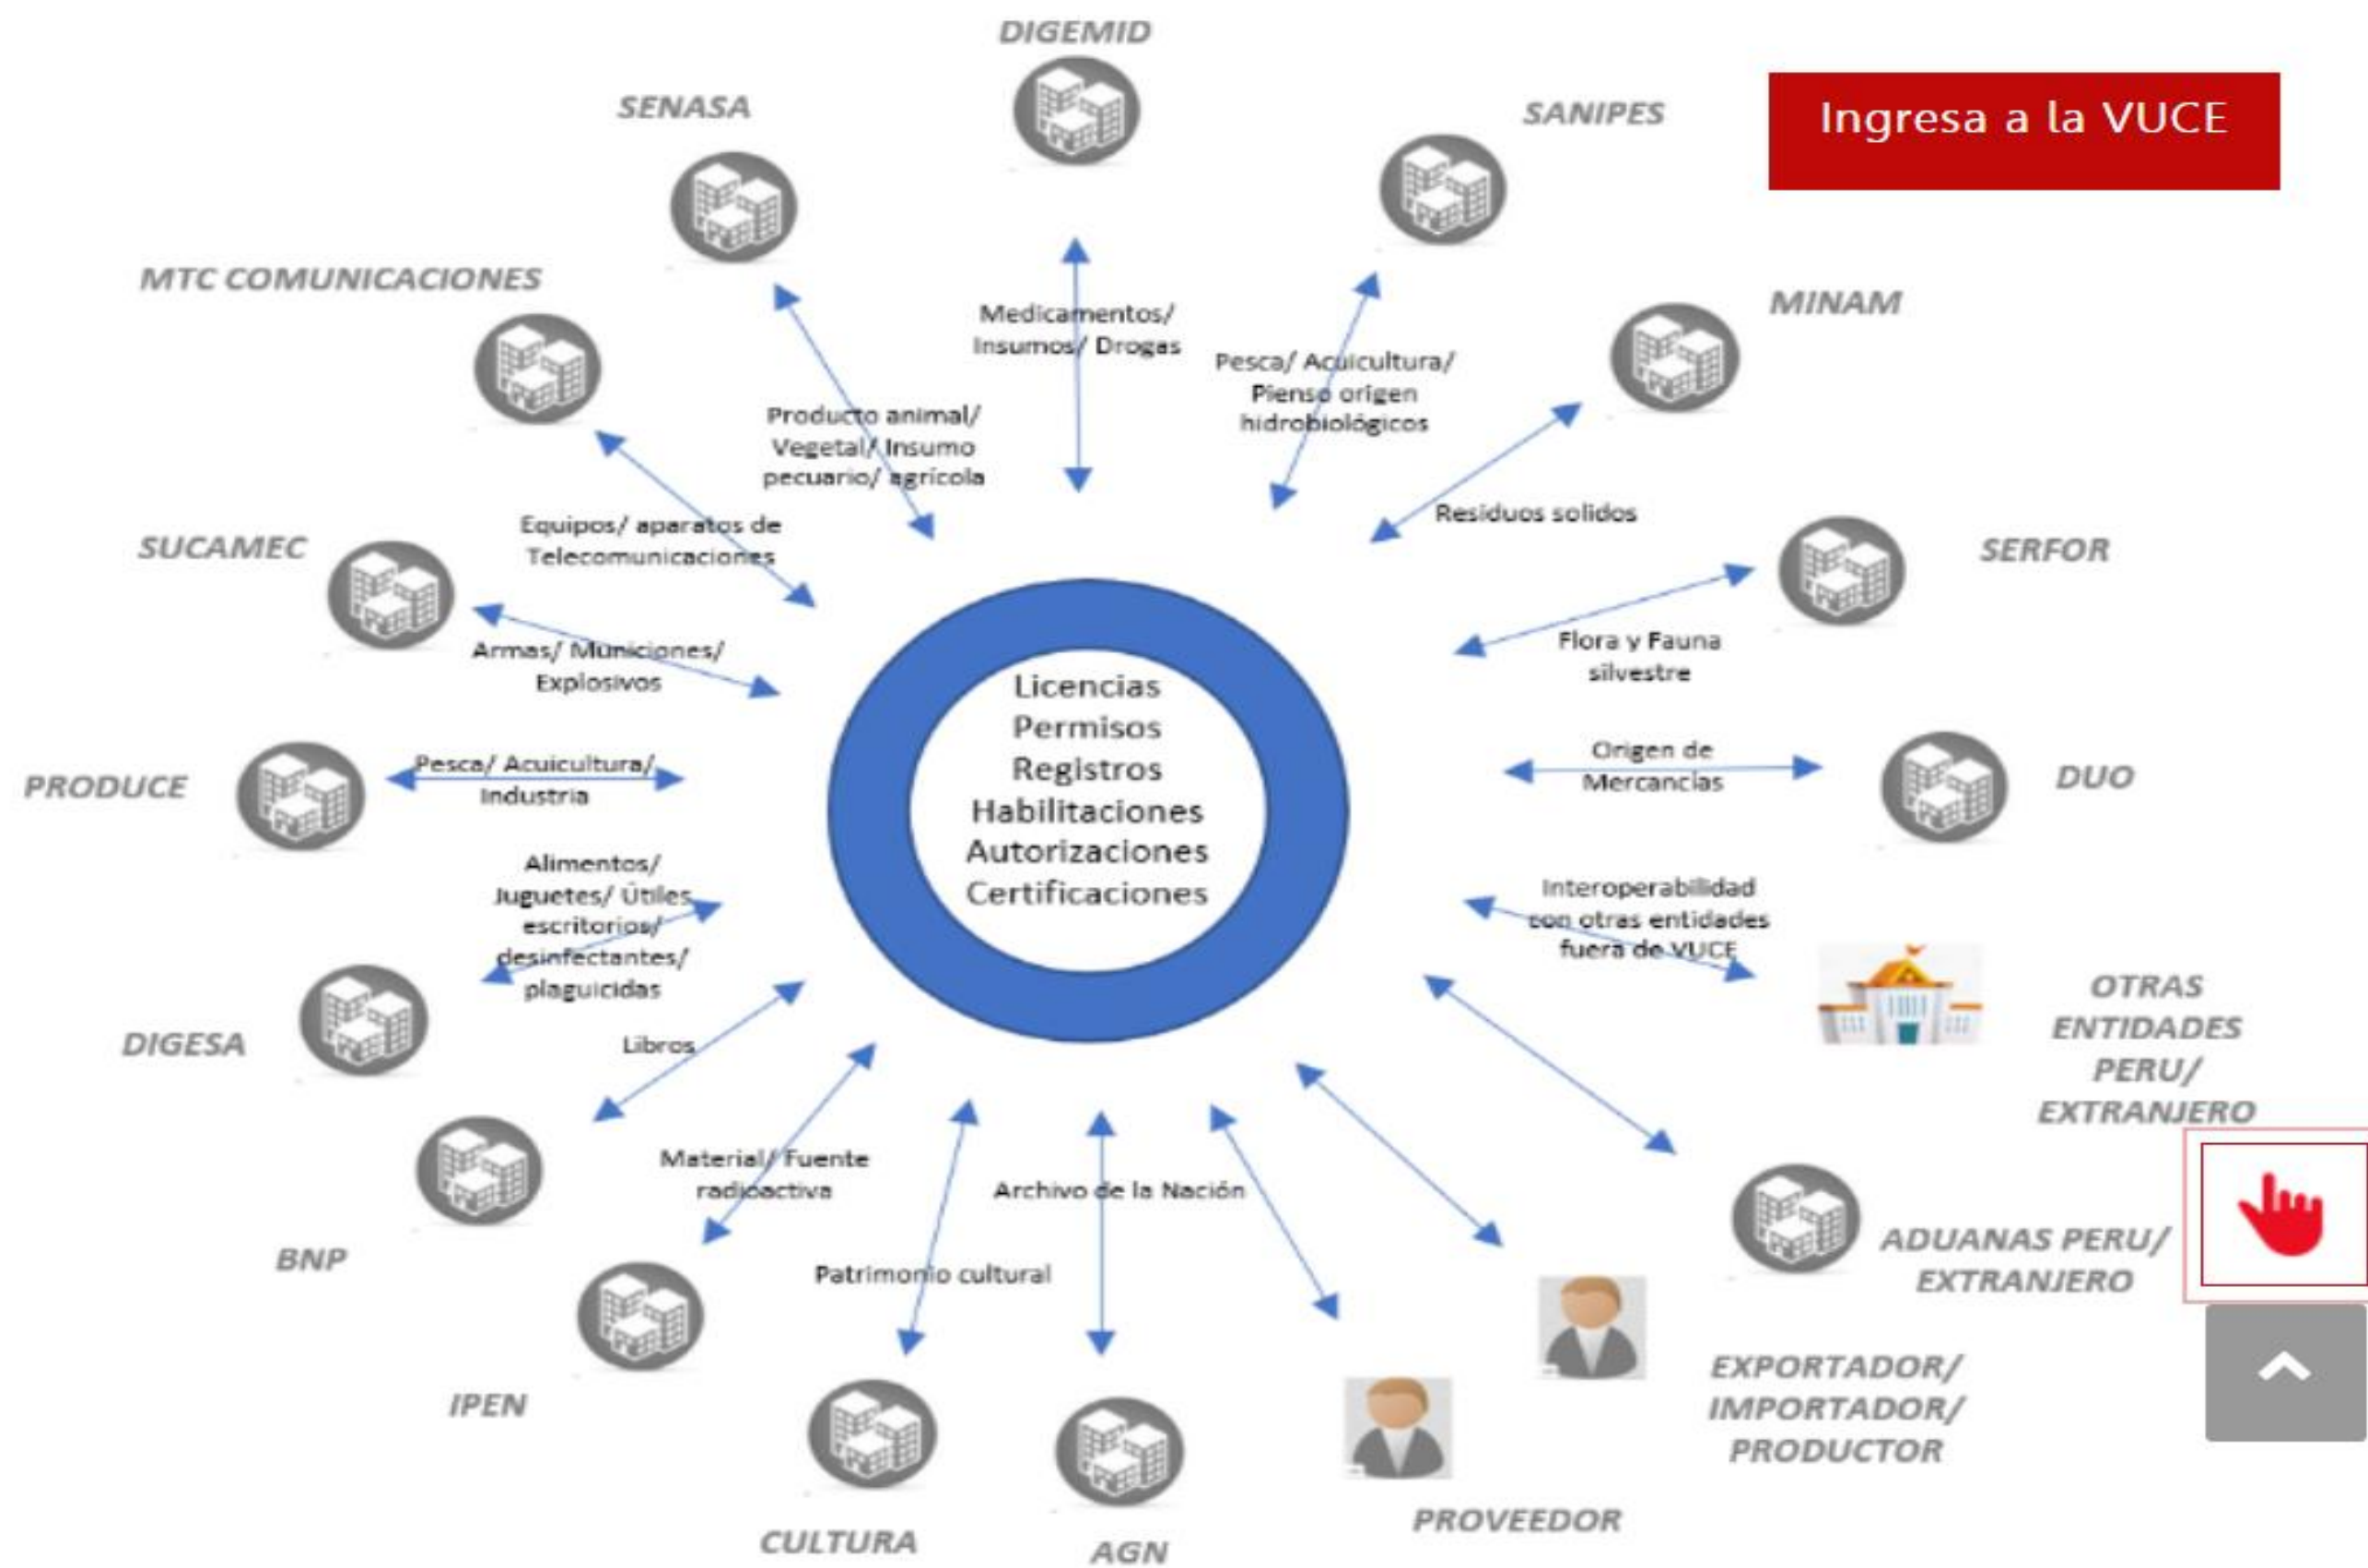 DIGEMID
SENASA
SANIPES
Ingresa a la VUCE
MTC COMUNICACIONES
MINAM
Medicamentos/
Insumos/ Drogas
Pesca/ Acuicultura/
Pienso origen
hidrobiológicos
Producto animal/
Vegetal/ Insumo
pecuario/ agrícola
Residuos solidos
Equipos/ aparatos de
Telecomunicaciones
SUCAMEC
SERFOR
Armas/ Municiones/
Explosivos
Flora y Fauna
silvestre
Licencias
Permisos
Registros
Habilitaciones
Autorizaciones
Certificaciones
PRODUCE
Pesca/ Acuicultura/
Industria
Origen de
Mercancías
DUO
Alimentos/
Juguetes/ Útiles
escritorios/
desinfectantes/
plaguicidas
Interoperabilidad
con otras entidades
fuera de VUCE
DIGESA
OTRAS
ENTIDADES
PERU/
EXTRANJERO
Libros
BNP
Material/ Fuente
radioactiva
Archivo de la Nación
ADUANAS PERU/
EXTRANJERO
Patrimonio cultural
IPEN
EXPORTADOR/
IMPORTADOR/
PRODUCTOR
CULTURA
AGN
PROVEEDOR